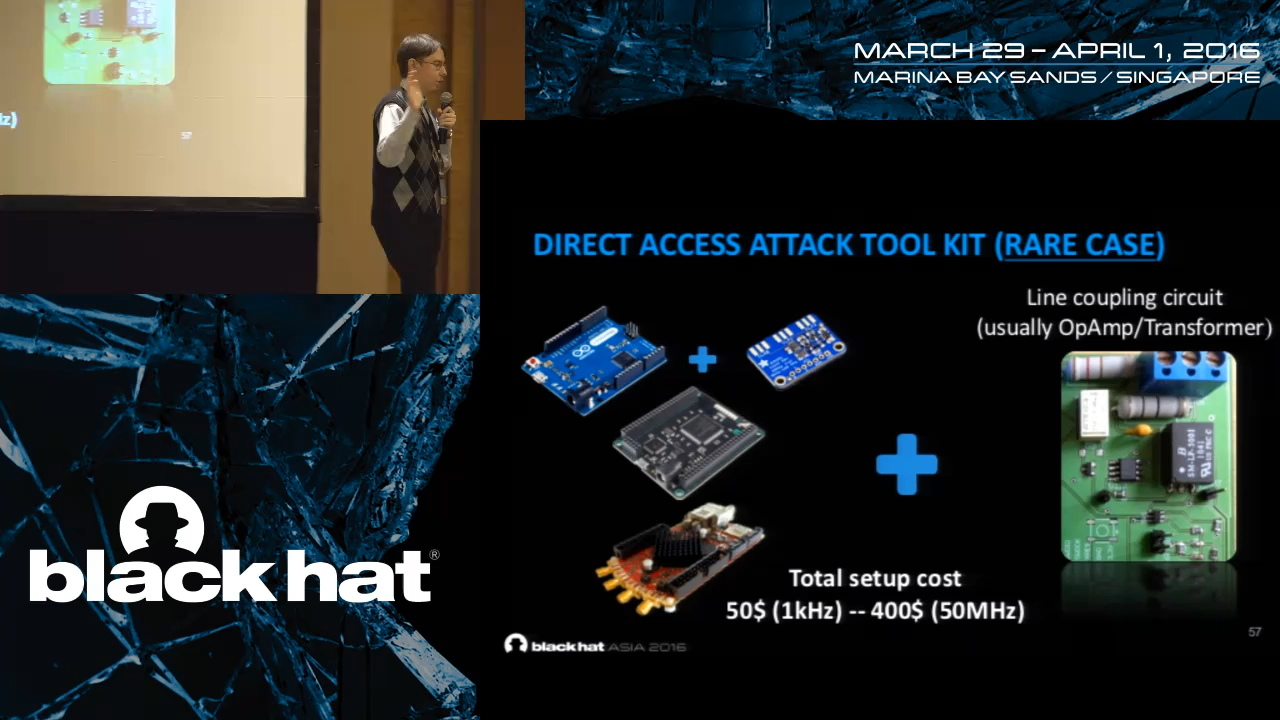 MARCH 29 – APRIL 1, 2016
MARINA BAY SANDS / SINGAPORE
57
DIRECT ACCESS ATTACK TOOL KIT (RARE CASE)
Line coupling circuit
(usually OpAmp/Transformer)
Total setup cost
50$ (1kHz) -- 400$ (50MHz)
black hat ASIA 2016
57
black hat®